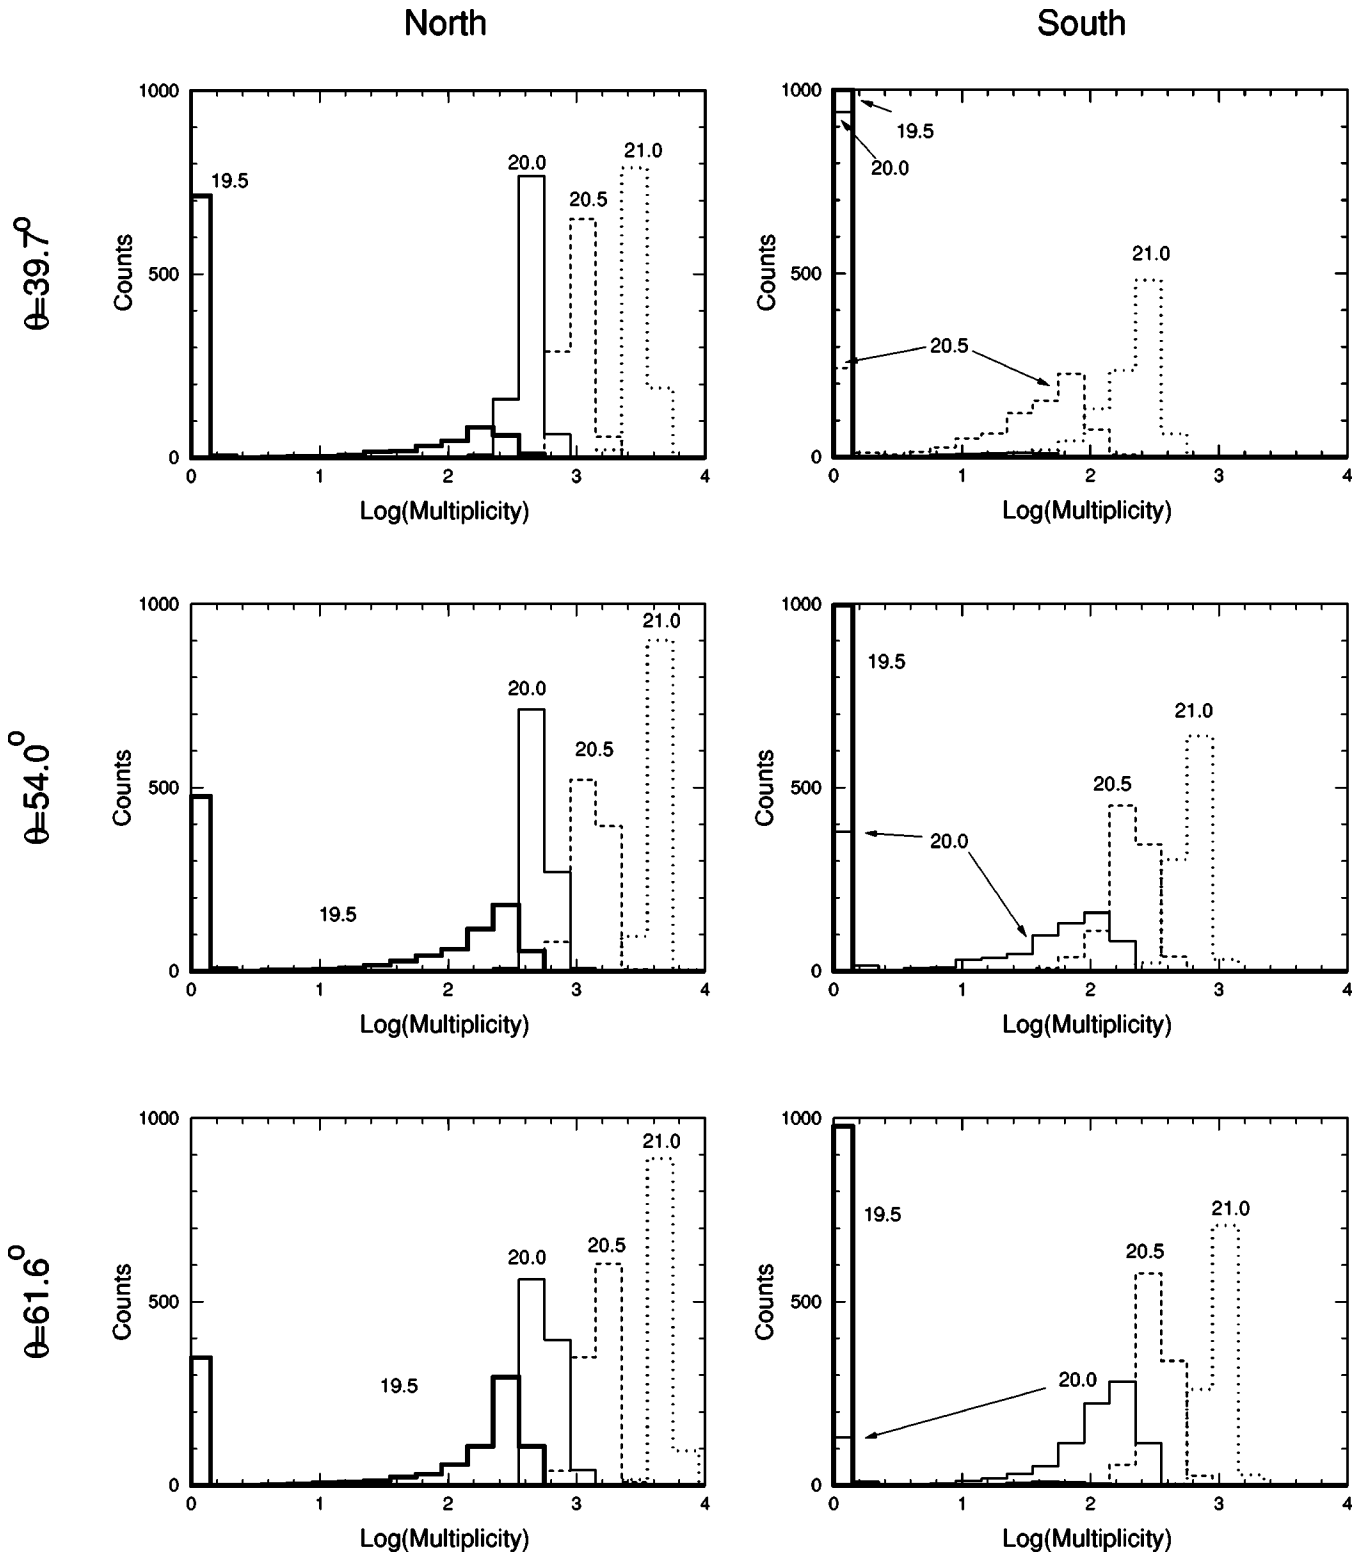 North South
1000 1000
19.5 20.0 20.5 21.0 19.5 20.0 20.5 21.0
θ=39.7° Counts 500 Counts 500
0 0
0 1 2 3 4 0 1 2 3 4
Log(Multiplicity) Log(Multiplicity)
1000 1000
19.5 20.0 20.5 21.0 19.5 20.0 20.5 21.0
θ=54.0° Counts 500 Counts 500
0 0
0 1 2 3 4 0 1 2 3 4
Log(Multiplicity) Log(Multiplicity)
1000 1000
19.5 20.0 20.5 21.0 19.5 20.0 20.5 21.0
θ=61.6° Counts 500 Counts 500
0 0
0 1 2 3 4 0 1 2 3 4
Log(Multiplicity) Log(Multiplicity)